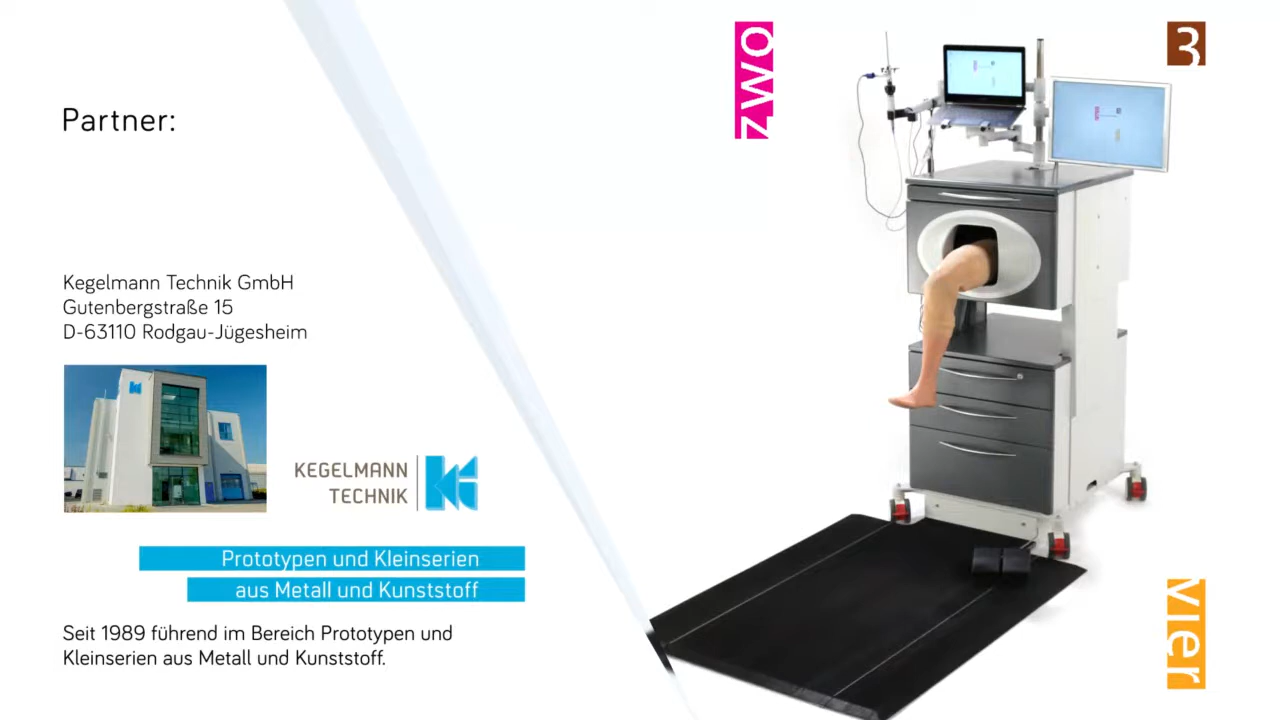 Partner:
Kegelmann Technik GmbH
Gutenbergstraße 15
D-63110 Rodgau-Jügesheim
KEGELMANN
TECHNIK
Prototypen und Kleinserien
aus Metall und Kunststoff
Seit 1989 führend im Bereich Prototypen und
Kleinserien aus Metall und Kunststoff.
zwo
3
vier